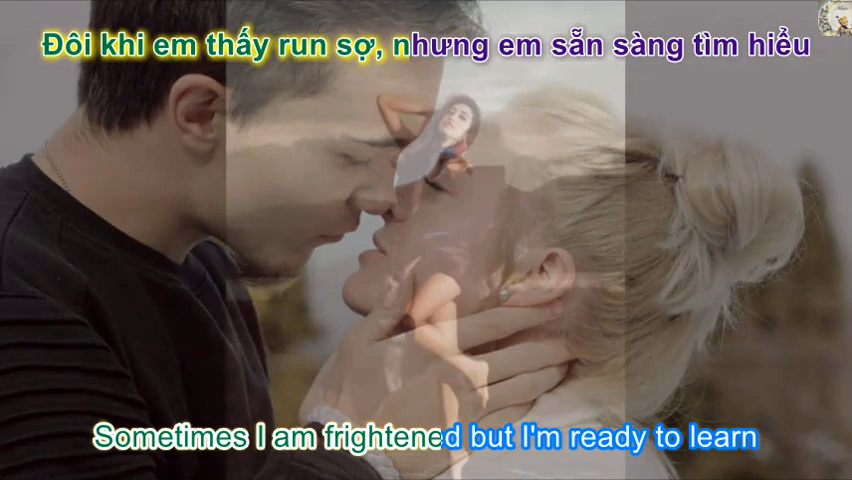 Đôi khi em thấy run sợ, nhưng em sẵn sàng tìm hiểu
Sometimes I am frightened but I'm ready to learn